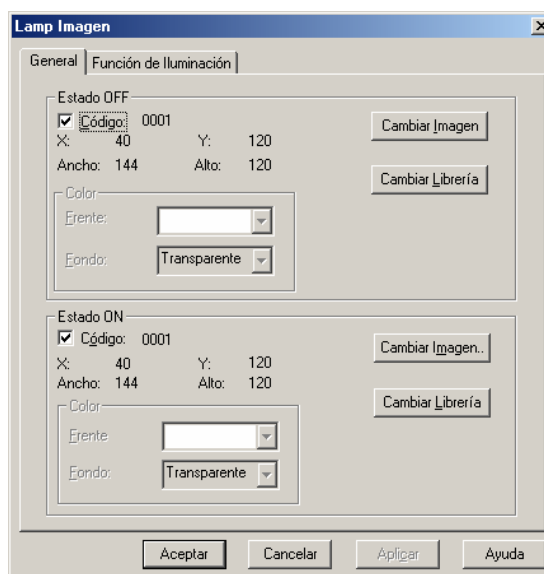 Lamp Imagen
General Función de Iluminación
Estado OFF
Código: 0001
X: 40 Y: 120
Ancho: 144 Alto: 120
Cambiar Imagen
Cambiar Librería
Color
Frente:
Fondo: Transparente
Estado ON
Código: 0001
X: 40 Y: 120
Ancho: 144 Alto: 120
Cambiar Imagen..
Cambiar Librería
Color
Frente
Fondo: Transparente
Aceptar Cancelar Aplicar Ayuda